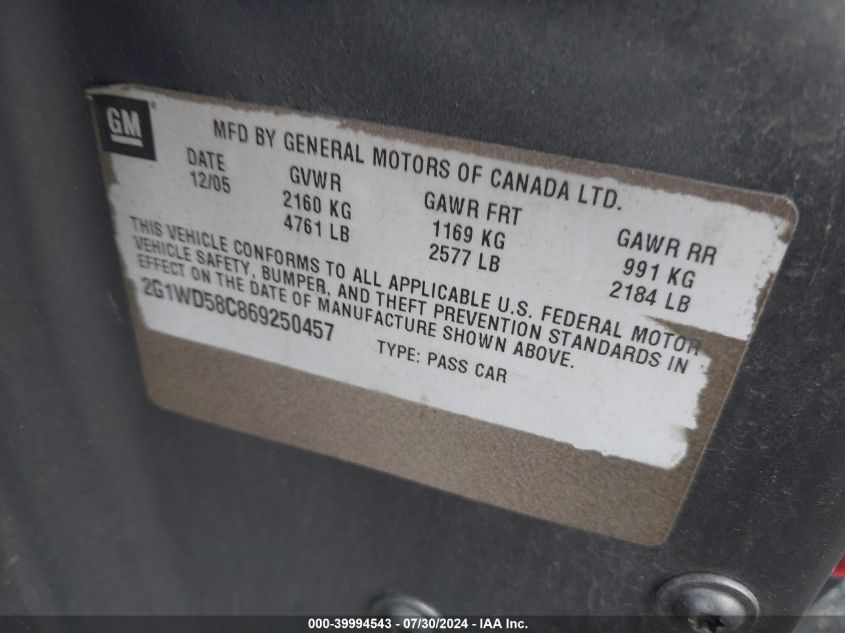 GM
MFD BY GENERAL MOTORS OF CANADA LTD.
DATE GVWR GAWR FRT GAWR RR
12/05 2160 KG 1169 KG 991 KG
4761 LB 2577 LB 2184 LB
THIS VEHICLE CONFORMS TO ALL APPLICABLE U.S. FEDERAL MOTOR
VEHICLE SAFETY, BUMPER, AND THEFT PREVENTION STANDARDS IN
EFFECT ON THE DATE OF MANUFACTURE SHOWN ABOVE.
2G1WD58C869250457 TYPE: PASS CAR
000-39994543 - 07/30/2024 - IAA Inc.